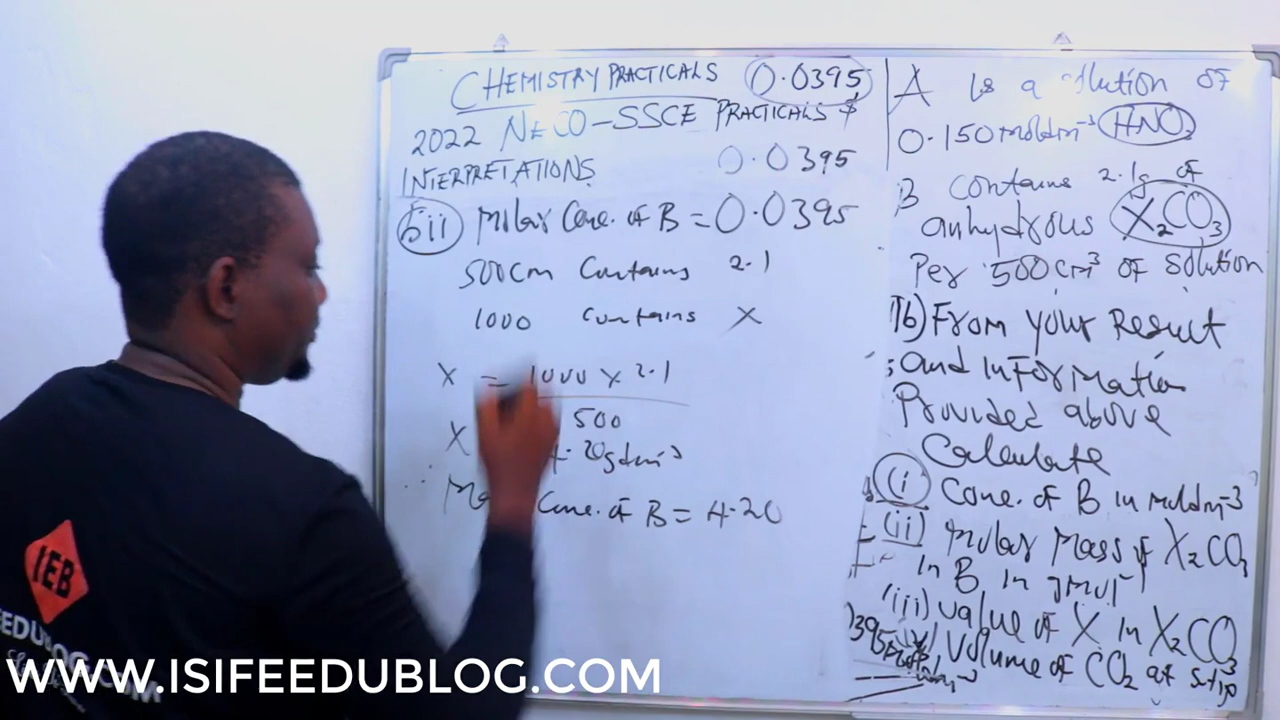 CHEMISTRY PRACTICALS 0.0395
2022 NECO-SSCE PRACTICALS $
INTERPRETATIONS 0.0395
5ii Molar Conc. of B = 0.0395
500cm Contains 2.1
1000 Contains X
X = 1000 x 2.1
500
X 4.20gdm⁻³
Conc. of B = 4.20
A is a solution of
0.150moldm⁻³ HNO₃
B contains 2.1g of
anhydrous X₂CO₃
Per 500cm³ of solution
b) From your Result
and information
Provided above
Calculate
(i) Conc. of B in moldm⁻³
(ii) Molar Mass of X₂CO₃
in B in gmol⁻¹
(iii) value of X in X₂CO₃
Volume of CO₂ at s.t.p
IEB
WWW.ISIFEEDUBLOG.COM